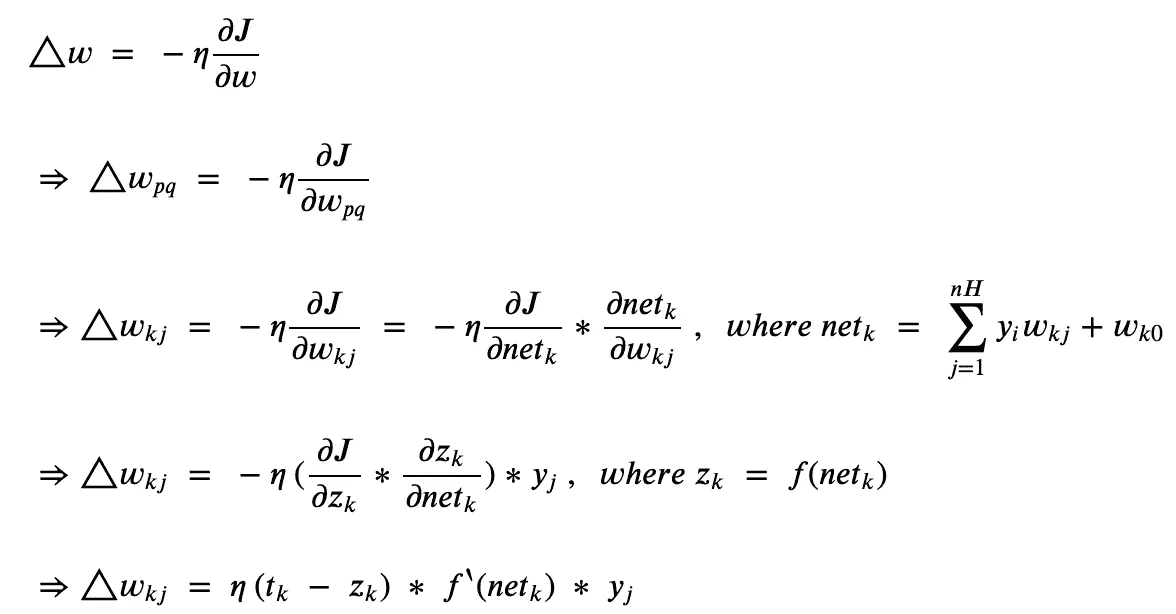 △w = −η ∂J/∂w
⇒ △w_pq = −η ∂J/∂w_pq
⇒ △w_kj = −η ∂J/∂w_kj = −η ∂J/∂net_k * ∂net_k/∂w_kj , where net_k = ∑_{j=1}^{nH} y_i w_kj + w_k0
⇒ △w_kj = −η (∂J/∂z_k * ∂z_k/∂net_k) * y_j , where z_k = f(net_k)
⇒ △w_kj = η (t_k − z_k) * f‵(net_k) * y_j